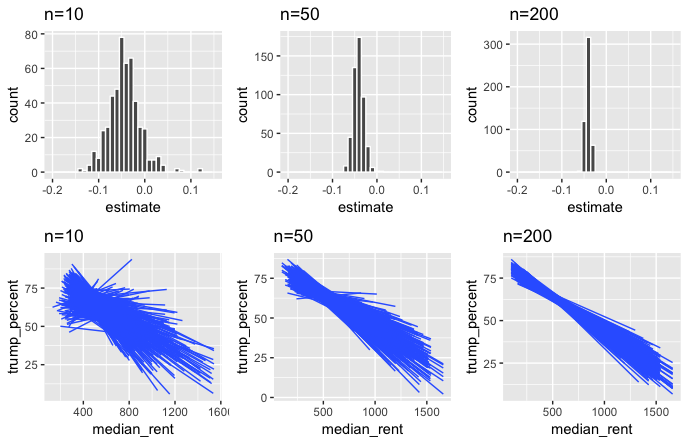 n=10
n=50
n=200
80
60
40
20
0
count
-0.2 -0.1 0.0 0.1
estimate
150
100
50
0
count
-0.2 -0.1 0.0 0.1
estimate
300
200
100
0
count
-0.2 -0.1 0.0 0.1
estimate
n=10
n=50
n=200
75
50
25
trump_percent
400 800 1200 1600
median_rent
75
50
25
0
trump_percent
500 1000 1500
median_rent
75
50
25
trump_percent
500 1000 1500
median_rent